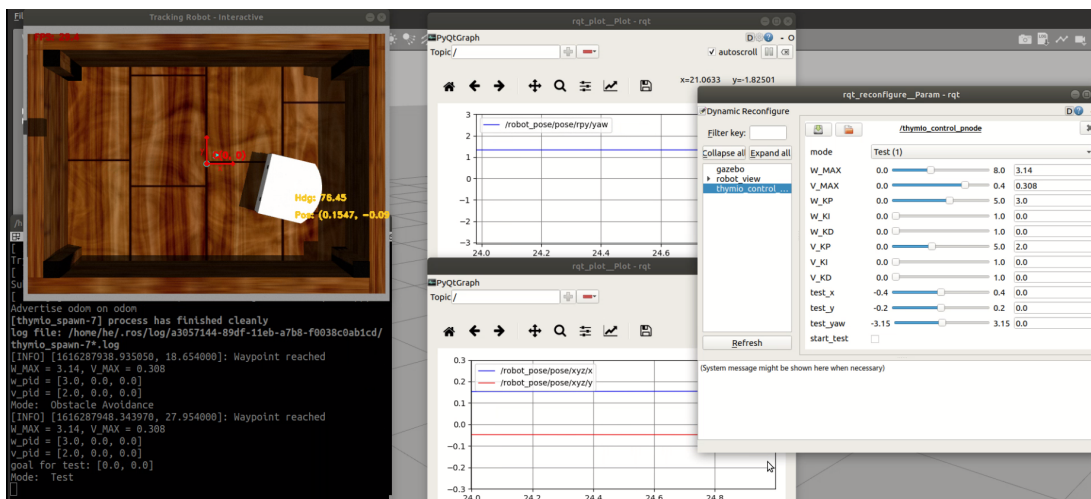 Fil
Tracking Robot - Interactive
(0, 0)
Hdg: 76.45
Pos: (0.1547, -0.09
/h
[
Tr
[
Su
[
Advertise odom on odom
[thymio_spawn-7] process has finished cleanly
log file: /home/he/.ros/log/a3057144-89df-11eb-a7b8-f0038c0ab1cd/
thymio_spawn-7*.log
[INFO] [1616287938.935050, 18.654000]: Waypoint reached
W_MAX = 3.14, V_MAX = 0.308
w_pid = [3.0, 0.0, 0.0]
v_pid = [2.0, 0.0, 0.0]
Mode: Obstacle Avoidance
[INFO] [1616287948.343970, 27.954000]: Waypoint reached
W_MAX = 3.14, V_MAX = 0.308
w_pid = [3.0, 0.0, 0.0]
v_pid = [2.0, 0.0, 0.0]
goal for test: [0.0, 0.0]
Mode: Test
rqt_plot__Plot - rqt
PyQtGraph
D - O
Topic /
autoscroll
x=21.0633 y=-1.82501
/robot_pose/pose/rpy/yaw
3
2
1
0
−1
−2
−3
24.0 24.2 24.4 24.6 24.8
rqt_plot__Plot - rqt
PyQtGraph
Topic /
/robot_pose/pose/xyz/x
/robot_pose/pose/xyz/y
0.3
0.2
0.1
0.0
−0.1
−0.2
−0.3
24.0 24.2 24.4 24.6 24.8
rqt_reconfigure__Param - rqt
Dynamic Reconfigure
D
Filter key:
Collapse all Expand all
gazebo
robot_view
thymio_control_...
Refresh
/thymio_control_pnode
mode Test (1)
W_MAX 0.0 8.0 3.14
V_MAX 0.0 0.4 0.308
W_KP 0.0 5.0 3.0
W_KI 0.0 1.0 0.0
W_KD 0.0 1.0 0.0
V_KP 0.0 5.0 2.0
V_KI 0.0 1.0 0.0
V_KD 0.0 1.0 0.0
test_x -0.4 0.4 0.0
test_y -0.2 0.2 0.0
test_yaw -3.15 3.15 0.0
start_test
(System message might be shown here when necessary)